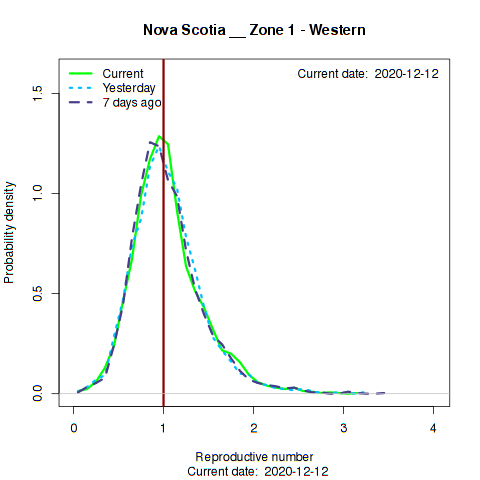 Nova Scotia __ Zone 1 - Western
Current
Yesterday
7 days ago
Current date: 2020-12-12
Probability density
0.0
0.5
1.0
1.5
0
1
2
3
4
Reproductive number
Current date: 2020-12-12